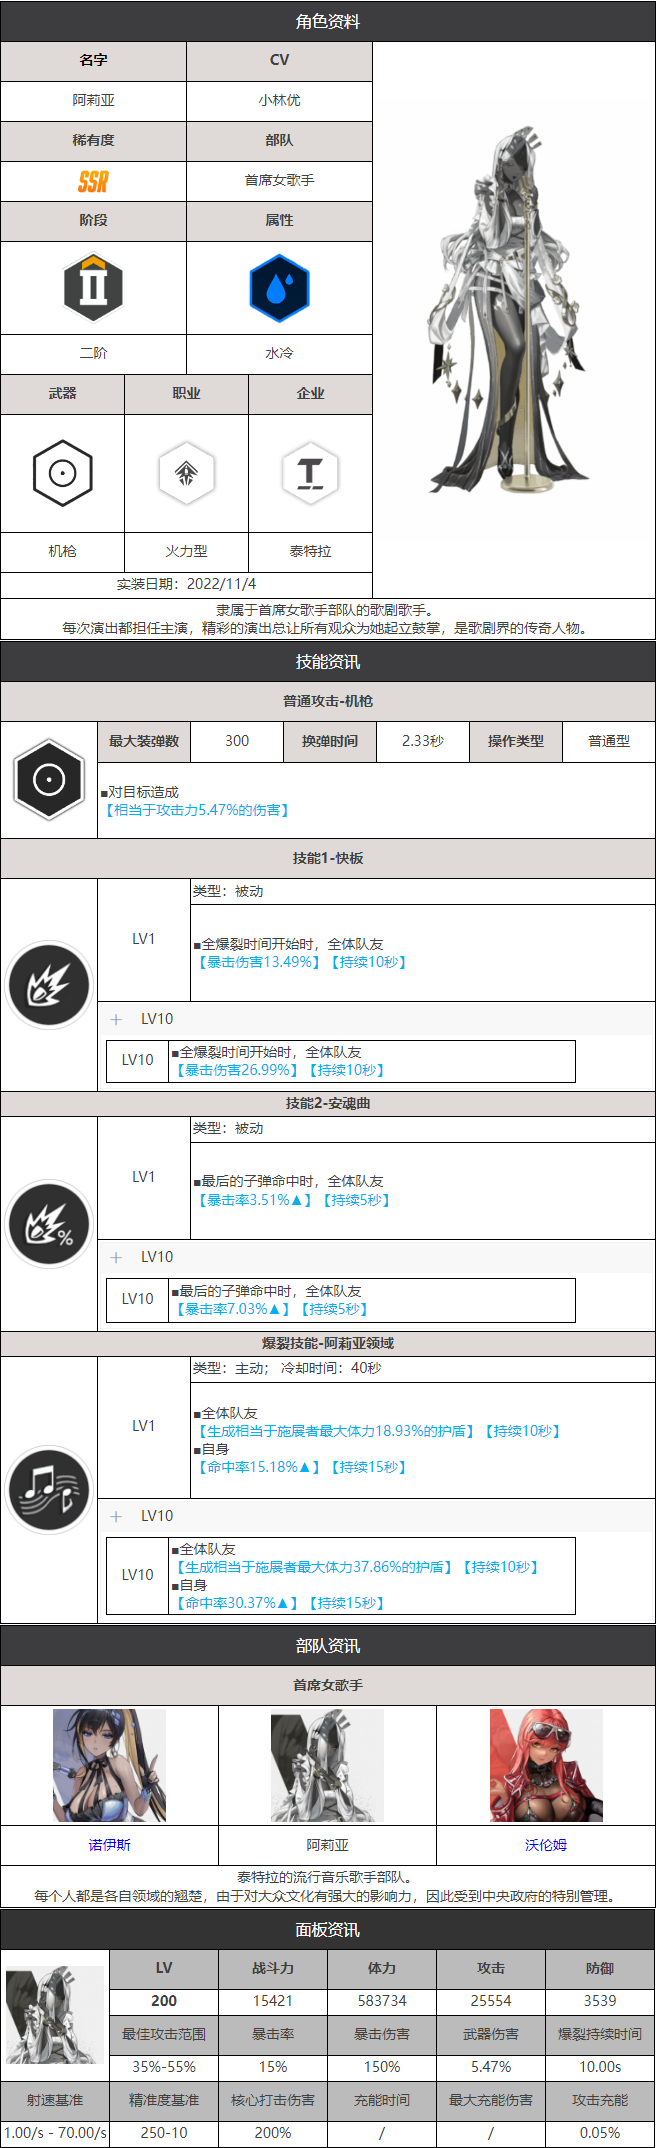 角色资料
名字
CV
阿莉亚
小林优
稀有度
部队
SSR
首席女歌手
阶段
属性
二阶
水冷
武器
职业
企业
机枪
火力型
泰特拉
实装日期：2022/11/4
隶属于首席女歌手部队的歌剧歌手。
每次演出都担任主演，精彩的演出总让所有观众为她起立鼓掌，是歌剧界的传奇人物。
技能资讯
普通攻击-机枪
最大装弹数
300
换弹时间
2.33秒
操作类型
普通型
■对目标造成
【相当于攻击力5.47%的伤害】
技能1-快板
LV1
类型：被动
■全爆裂时间开始时，全体队友
【暴击伤害13.49%】【持续10秒】
＋ LV10
LV10
■全爆裂时间开始时，全体队友
【暴击伤害26.99%】【持续10秒】
技能2-安魂曲
LV1
类型：被动
■最后的子弹命中时，全体队友
【暴击率3.51%▲】【持续5秒】
%
＋ LV10
LV10
■最后的子弹命中时，全体队友
【暴击率7.03%▲】【持续5秒】
爆裂技能-阿莉亚领域
LV1
类型：主动； 冷却时间：40秒
■全体队友
【生成相当于施展者最大体力18.93%的护盾】【持续10秒】
■自身
【命中率15.18%▲】【持续15秒】
＋ LV10
LV10
■全体队友
【生成相当于施展者最大体力37.86%的护盾】【持续10秒】
■自身
【命中率30.37%▲】【持续15秒】
部队资讯
首席女歌手
诺伊斯
阿莉亚
沃伦姆
泰特拉的流行音乐歌手部队。
每个人都是各自领域的翘楚，由于对大众文化有强大的影响力，因此受到中央政府的特别管理。
面板资讯
LV
战斗力
体力
攻击
防御
200
15421
583734
25554
3539
最佳攻击范围
暴击率
暴击伤害
武器伤害
爆裂持续时间
35%-55%
15%
150%
5.47%
10.00s
射速基准
精准度基准
核心打击伤害
充能时间
最大充能伤害
攻击充能
1.00/s - 70.00/s
250-10
200%
/
/
0.05%